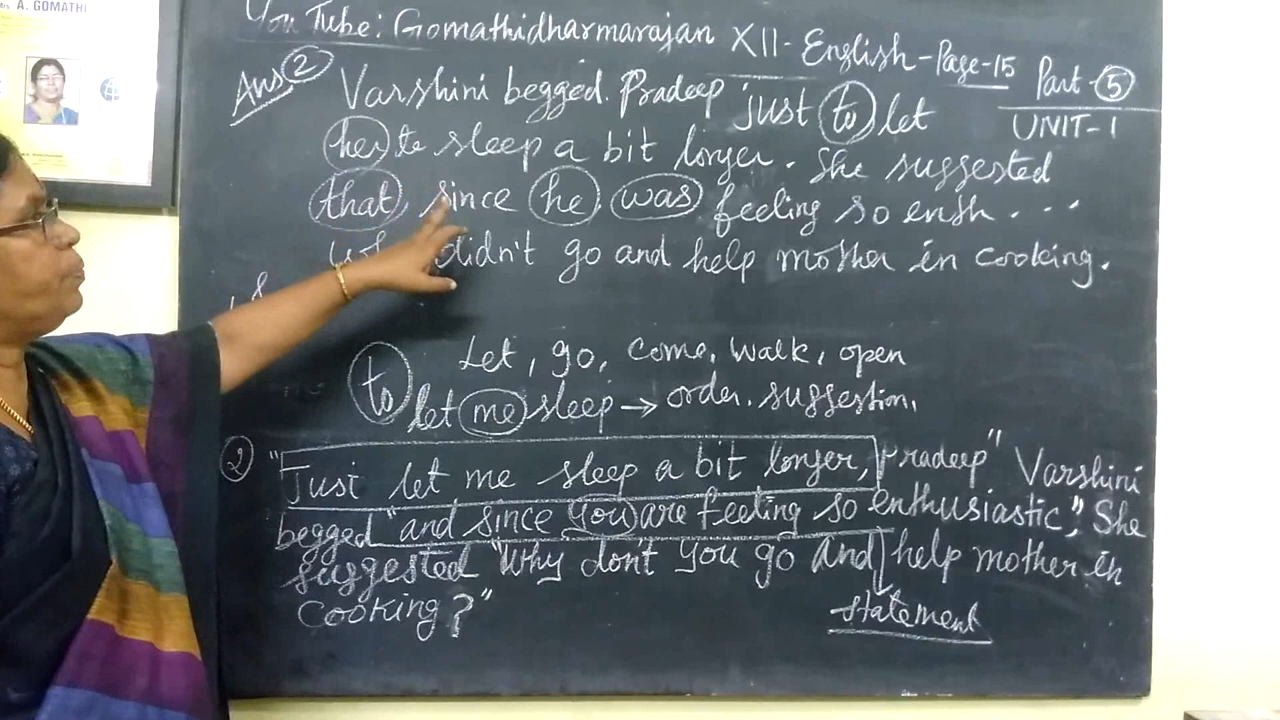 Mrs A. GOMATHI
YouTube: Gomathidharmarajan XII - English - Page - 15 Part - 5
UNIT - 1
Ans 2 Varshini begged. Pradeep just to let
her to sleep a bit longer. She suggested
that, since he was feeling so enth. ...
didn't go and help mother in cooking.
Let, go, come, walk, open
to let me sleep → order. suggestion,
2 "Just let me sleep a bit longer, Pradeep" Varshini
begged "and since you are feeling so enthusiastic", She
suggested "Why don't you go and help mother in
cooking?"
statement